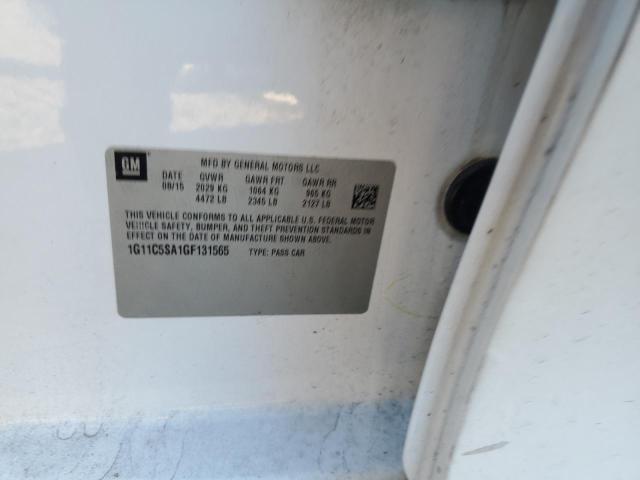 GM
MFD BY GENERAL MOTORS LLC
DATE GVWR GAWR FRT GAWR RR
08/15 2029 KG 1064 KG 965 KG
4472 LB 2345 LB 2127 LB
THIS VEHICLE CONFORMS TO ALL APPLICABLE U.S. FEDERAL MOTOR
VEHICLE SAFETY, BUMPER, AND THEFT PREVENTION STANDARDS IN
EFFECT ON THE DATE OF MANUFACTURE SHOWN ABOVE.
1G11C5SA1GF131565 TYPE: PASS CAR